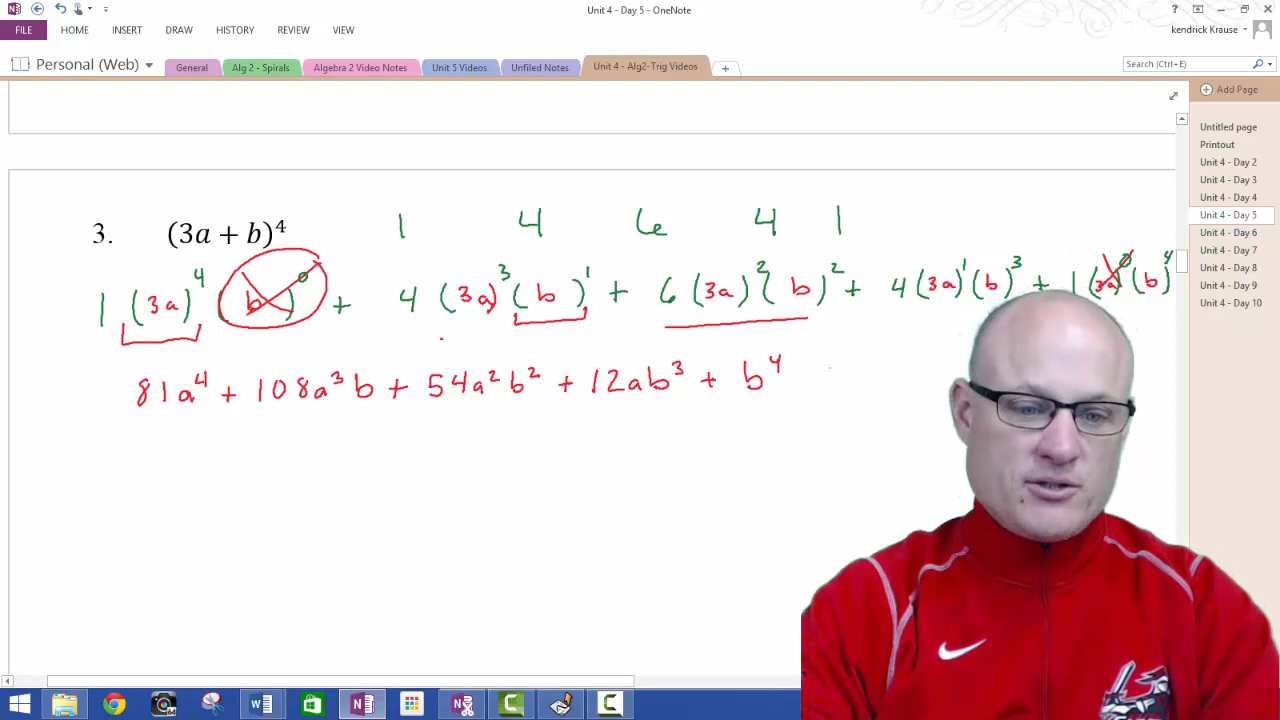 Unit 4 - Day 5 - OneNote
FILE HOME INSERT DRAW HISTORY REVIEW VIEW
kendrick Krause
Personal (Web) General Alg 2 - Spirals Algebra 2 Video Notes Unit 5 Videos Unfiled Notes Unit 4 - Alg2-Trig Videos
Search (Ctrl+E)
Add Page
Untitled page
Printout
Unit 4 - Day 2
Unit 4 - Day 3
Unit 4 - Day 4
Unit 4 - Day 5
Unit 4 - Day 6
Unit 4 - Day 7
Unit 4 - Day 8
Unit 4 - Day 9
Unit 4 - Day 10
3. (3a + b)⁴ 1 4 6 4 1
1 (3a)⁴ (b)⁰ + 4 (3a)³ (b)¹ + 6 (3a)² (b)² + 4 (3a)¹ (b)³ + 1 (3a)⁰ (b)⁴
81a⁴ + 108a³b + 54a²b² + 12ab³ + b⁴